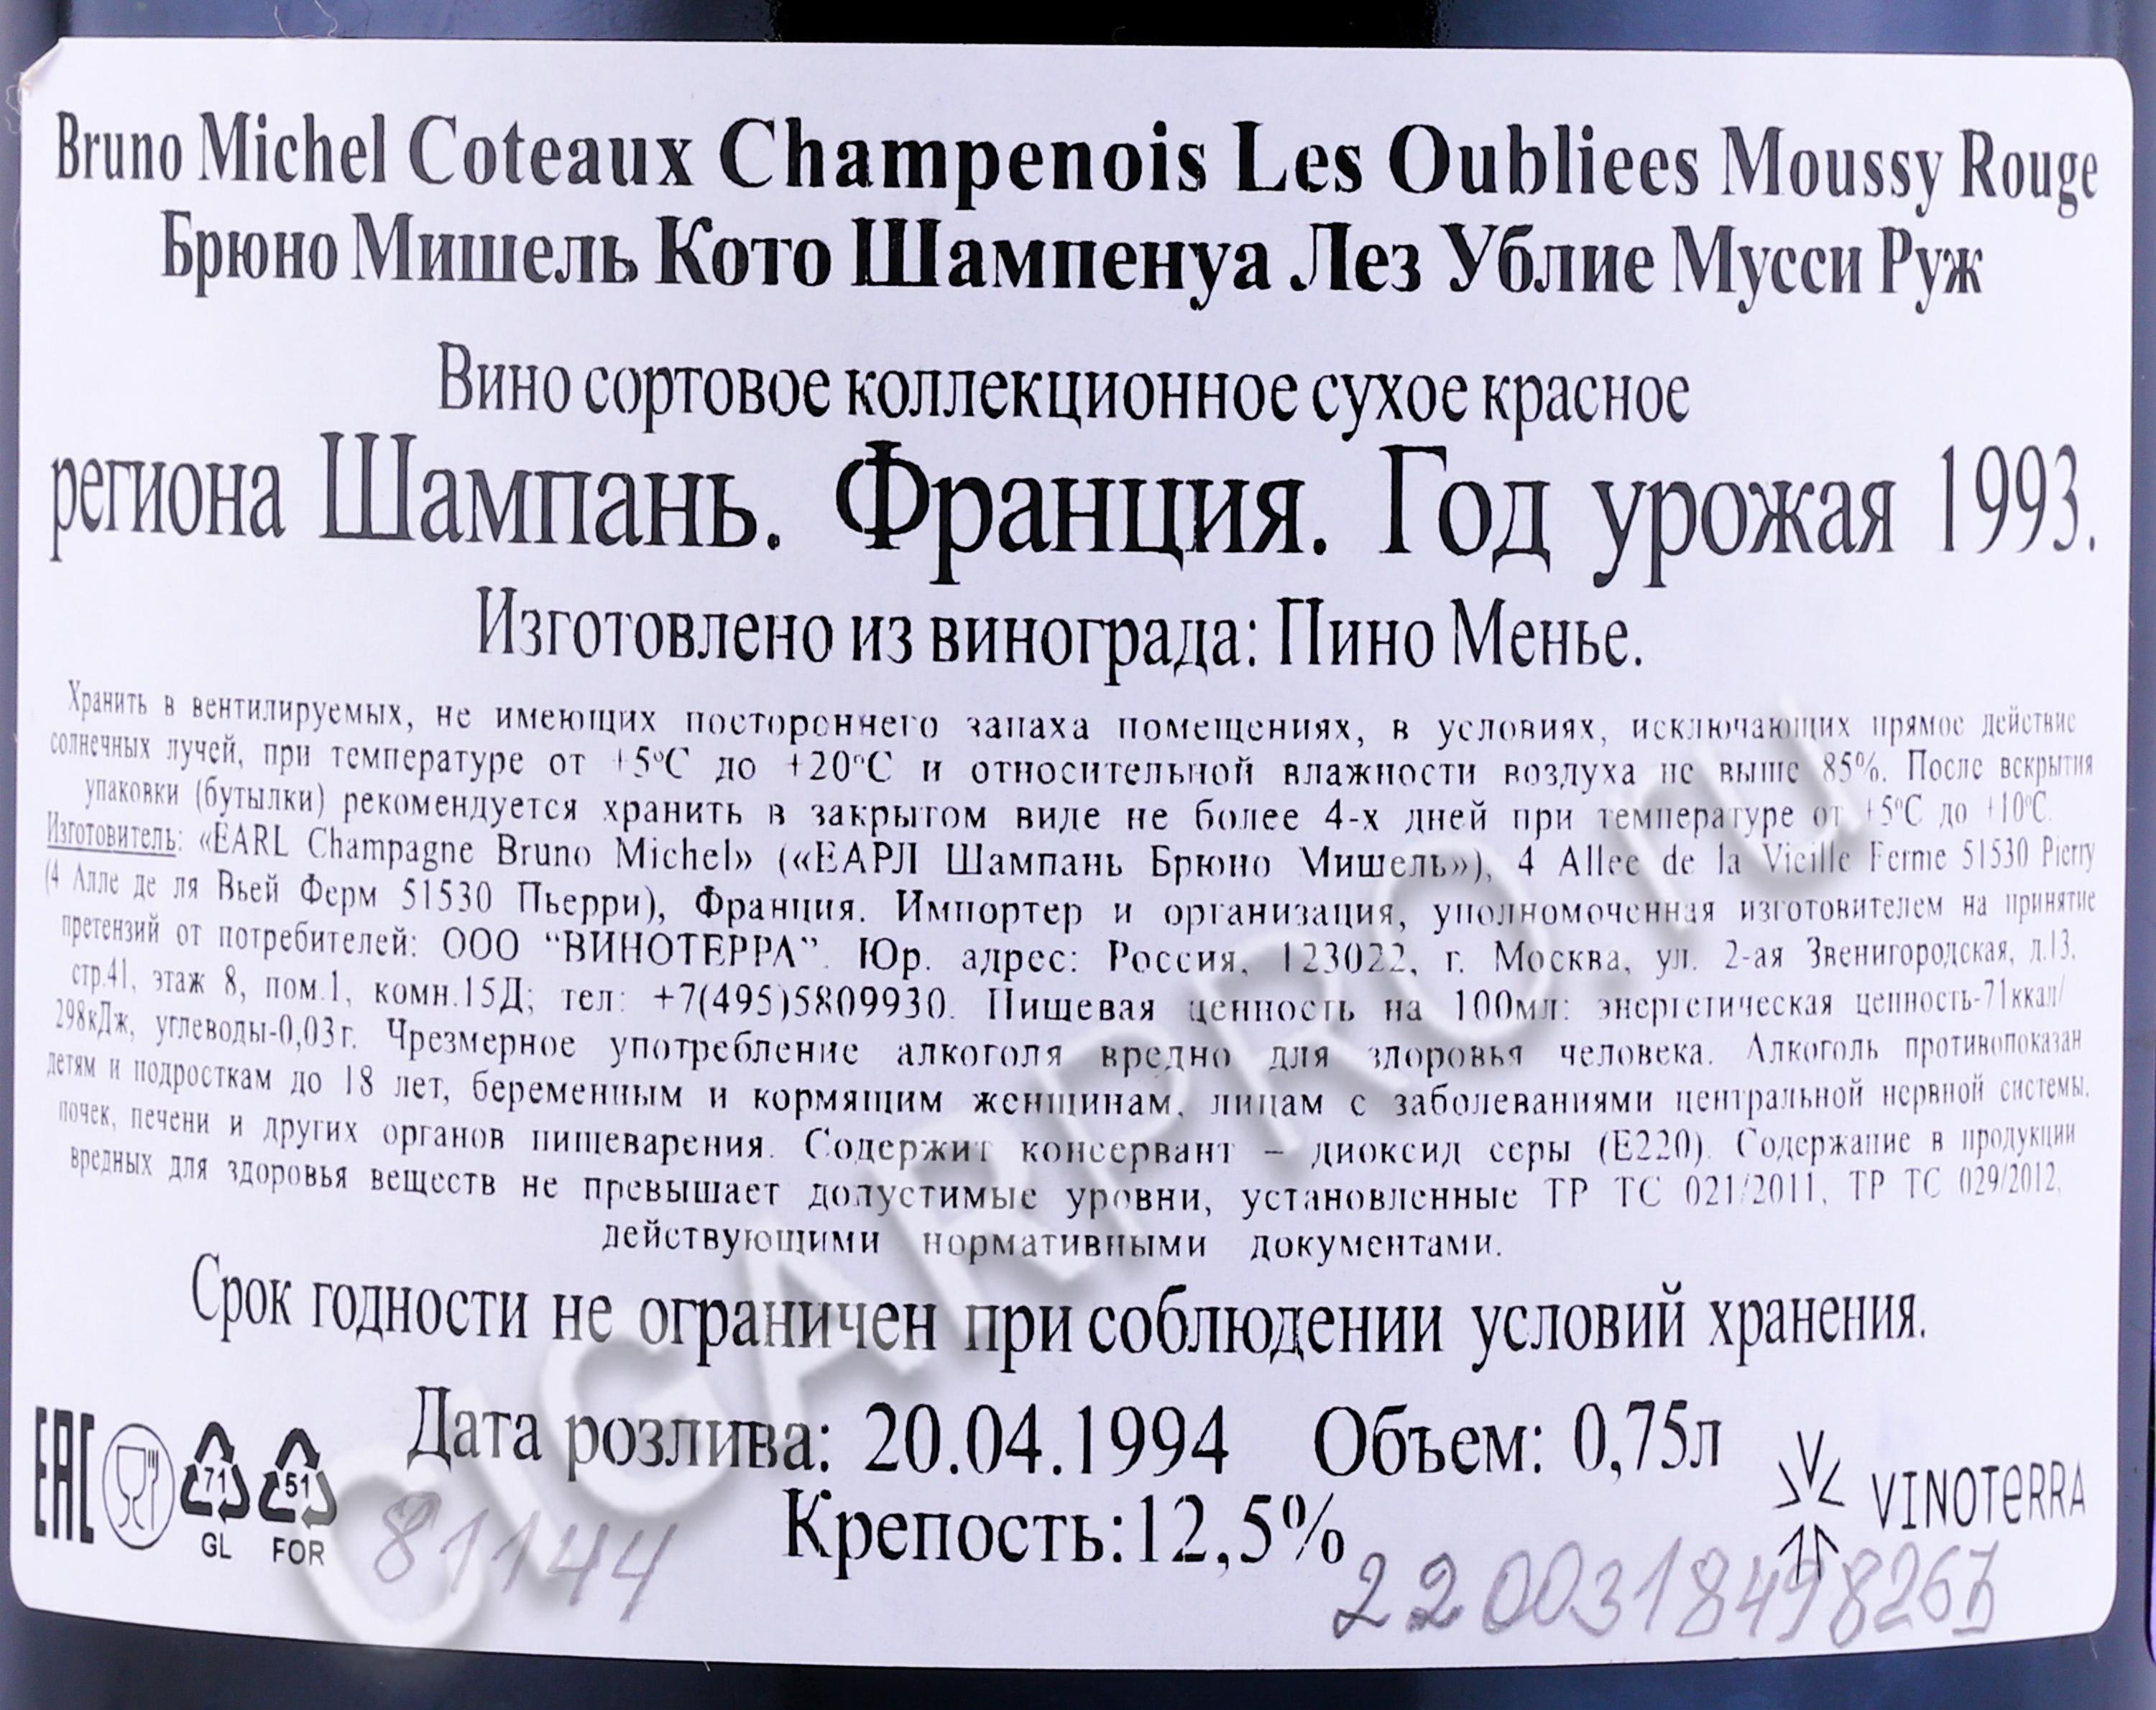 Bruno Michel Coteaux Champenois Les Oubliees Moussy Rouge
Брюно Мишель Кото Шампенуа Лез Ублие Мусси Руж
Вино сортовое коллекционное сухое красное
региона Шампань. Франция. Год урожая 1993.
Изготовлено из винограда: Пино Менье.
Хранить в вентилируемых, не имеющих постороннего запаха помещениях, в условиях, исключающих прямое действие
солнечных лучей, при температуре от +5ºС до +20ºС и относительной влажности воздуха не выше 85%. После вскрытия
упаковки (бутылки) рекомендуется хранить в закрытом виде не более 4-х дней при температуре от +5ºС до +10ºС.
Изготовитель: «EARL Champagne Bruno Michel» («ЕАРЛ Шампань Брюно Мишель»), 4 Allee de la Vieille Ferme 51530 Pierry
(4 Алле де ля Вьей Ферм 51530 Пьерри), Франция. Импортер и организация, уполномоченная изготовителем на принятие
претензий от потребителей: ООО “ВИНОТЕРРА”. Юр. адрес: Россия, 123022, г. Москва, ул. 2-ая Звенигородская, д.13,
стр.41, этаж 8, пом.1, комн.15Д; тел: +7(495)5809930. Пищевая ценность на 100мл: энергетическая ценность-71ккал/
298кДж, углеводы-0,03г. Чрезмерное употребление алкоголя вредно для здоровья человека. Алкоголь противопоказан
детям и подросткам до 18 лет, беременным и кормящим женщинам, лицам с заболеваниями центральной нервной системы,
почек, печени и других органов пищеварения. Содержит консервант – диоксид серы (Е220). Содержание в продукции
вредных для здоровья веществ не превышает допустимые уровни, установленные ТР ТС 021/2011, ТР ТС 029/2012,
действующими нормативными документами.
Срок годности не ограничен при соблюдении условий хранения.
Дата розлива: 20.04.1994 Объем: 0,75л
Крепость:12,5%
EAC
71
GL
51
FOR
VINOTERRA
81144
CIGARPRO.ru